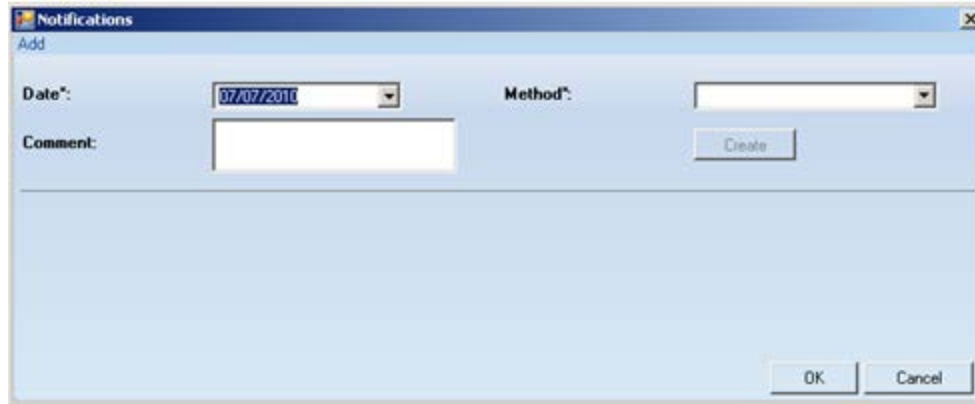 Notifications
Add
Date*: 07/07/2010 Method*:
Comment: Create
OK Cancel